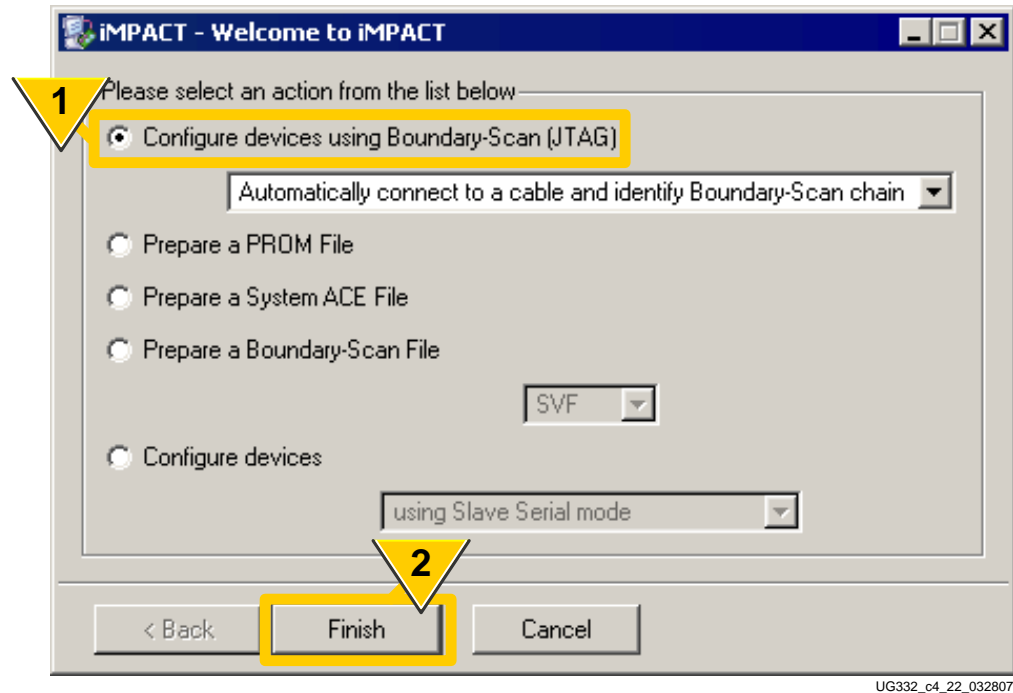 iMPACT - Welcome to iMPACT
1
Please select an action from the list below
Configure devices using Boundary-Scan (JTAG)
Automatically connect to a cable and identify Boundary-Scan chain
Prepare a PROM File
Prepare a System ACE File
Prepare a Boundary-Scan File
SVF
Configure devices
using Slave Serial mode
2
< Back Finish Cancel
UG332_c4_22_032807